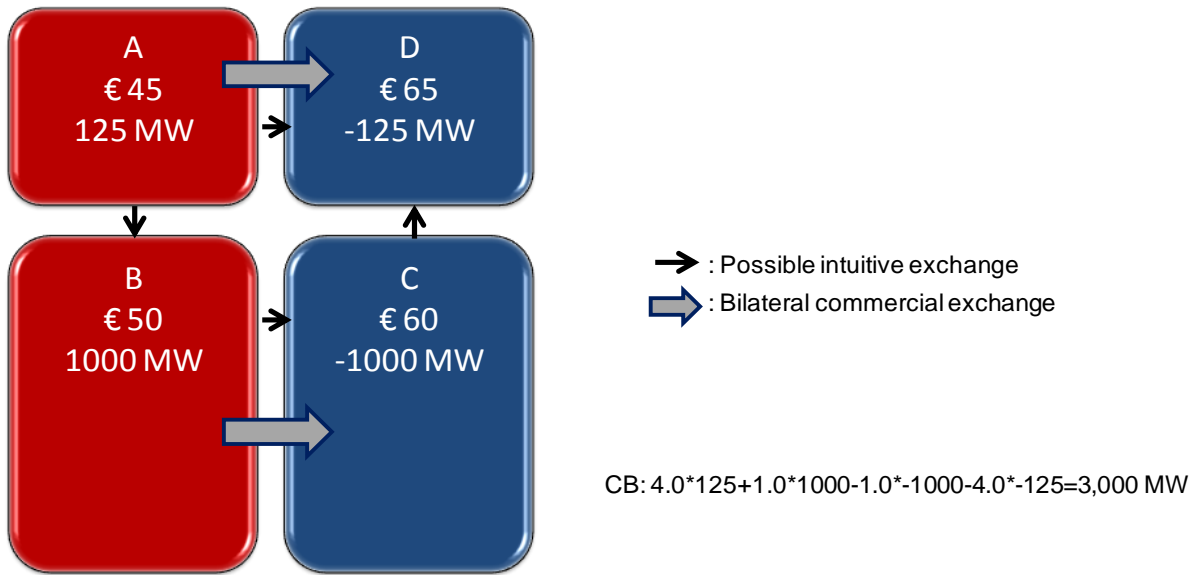 A
€ 45
125 MW
D
€ 65
-125 MW
B
€ 50
1000 MW
C
€ 60
-1000 MW
: Possible intuitive exchange
: Bilateral commercial exchange
CB: 4.0*125+1.0*1000-1.0*-1000-4.0*-125=3,000 MW